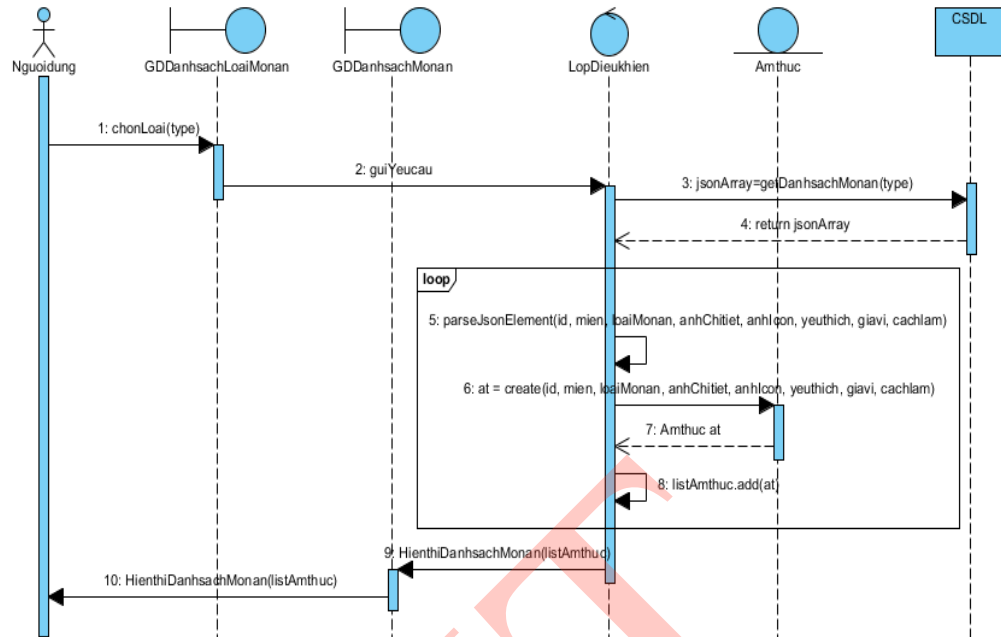 CSDL
Nguoidung
GDDanhsachLoaiMonan
GDDanhsachMonan
LopDieukhien
Amthuc
1: chonLoai(type)
2: guiYeucau
3: jsonArray=getDanhsachMonan(type)
4: return jsonArray
loop
5: parseJsonElement(id, mien, loaiMonan, anhChitiet, anhIcon, yeuthich, giavi, cachlam)
6: at = create(id, mien, loaiMonan, anhChitiet, anhIcon, yeuthich, giavi, cachlam)
7: Amthuc at
8: listAmthuc.add(at)
9: HienthiDanhsachMonan(listAmthuc)
10: HienthiDanhsachMonan(listAmthuc)